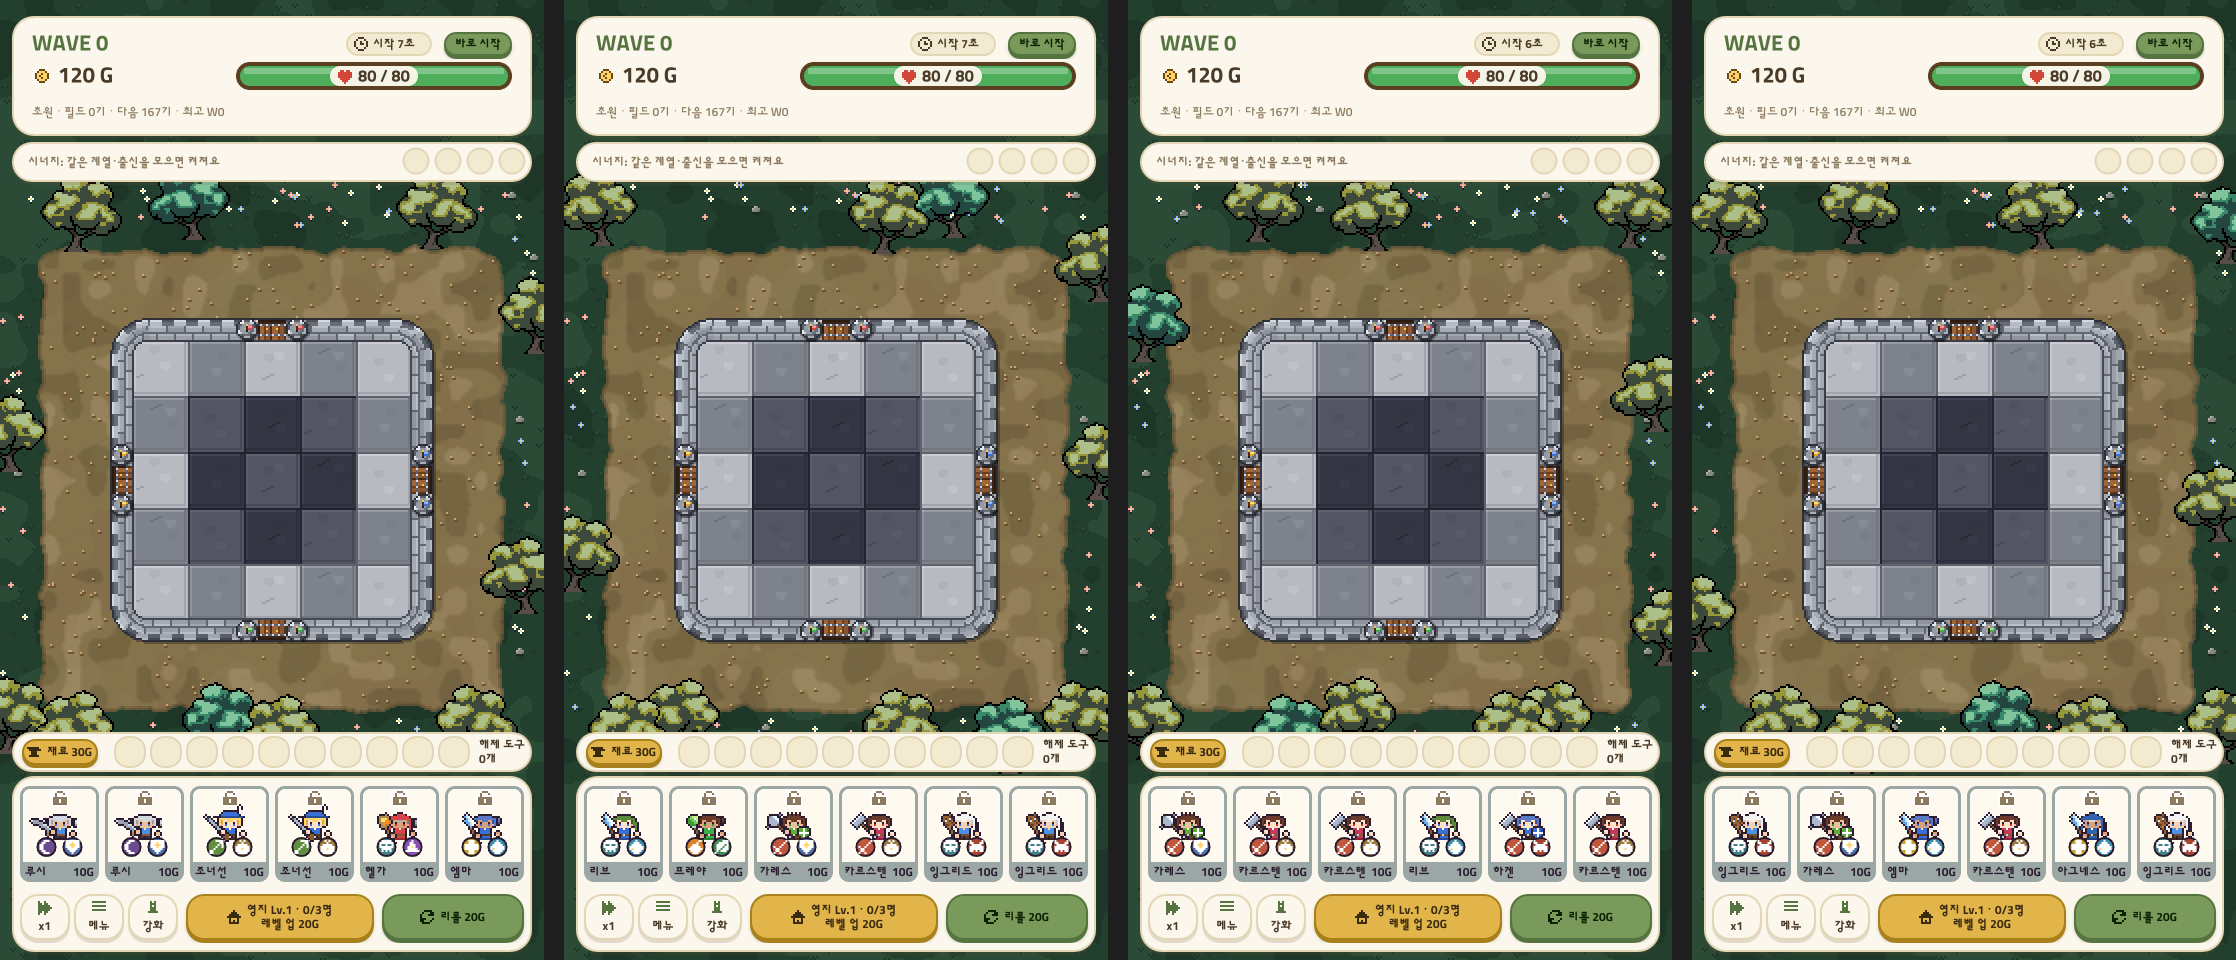 WAVE 0
시작 7초
바로 시작
120 G
80 / 80
초원 · 필드 0기 · 다음 167기 · 최고 W0
시너지: 같은 계열·출신을 모으면 켜져요
재료 30G
해제 도구
0개
루시 10G
루시 10G
조너선 10G
조너선 10G
헬가 10G
엠마 10G
x1
메뉴
강화
영지 Lv.1 · 0/3명
레벨 업 20G
리롤 20G
WAVE 0
시작 7초
바로 시작
120 G
80 / 80
초원 · 필드 0기 · 다음 167기 · 최고 W0
시너지: 같은 계열·출신을 모으면 켜져요
재료 30G
해제 도구
0개
리브 10G
프레야 10G
가레스 10G
카르스텐 10G
잉그리드 10G
잉그리드 10G
x1
메뉴
강화
영지 Lv.1 · 0/3명
레벨 업 20G
리롤 20G
WAVE 0
시작 6초
바로 시작
120 G
80 / 80
초원 · 필드 0기 · 다음 167기 · 최고 W0
시너지: 같은 계열·출신을 모으면 켜져요
재료 30G
해제 도구
0개
가레스 10G
카르스텐 10G
카르스텐 10G
리브 10G
하겐 10G
카르스텐 10G
x1
메뉴
강화
영지 Lv.1 · 0/3명
레벨 업 20G
리롤 20G
WAVE 0
시작 6초
바로 시작
120 G
80 / 80
초원 · 필드 0기 · 다음 167기 · 최고 W0
시너지: 같은 계열·출신을 모으면 켜져요
재료 30G
해제 도구
0개
잉그리드 10G
가레스 10G
엠마 10G
카르스텐 10G
아그네스 10G
잉그리드 10G
x1
메뉴
강화
영지 Lv.1 · 0/3명
레벨 업 20G
리롤 20G